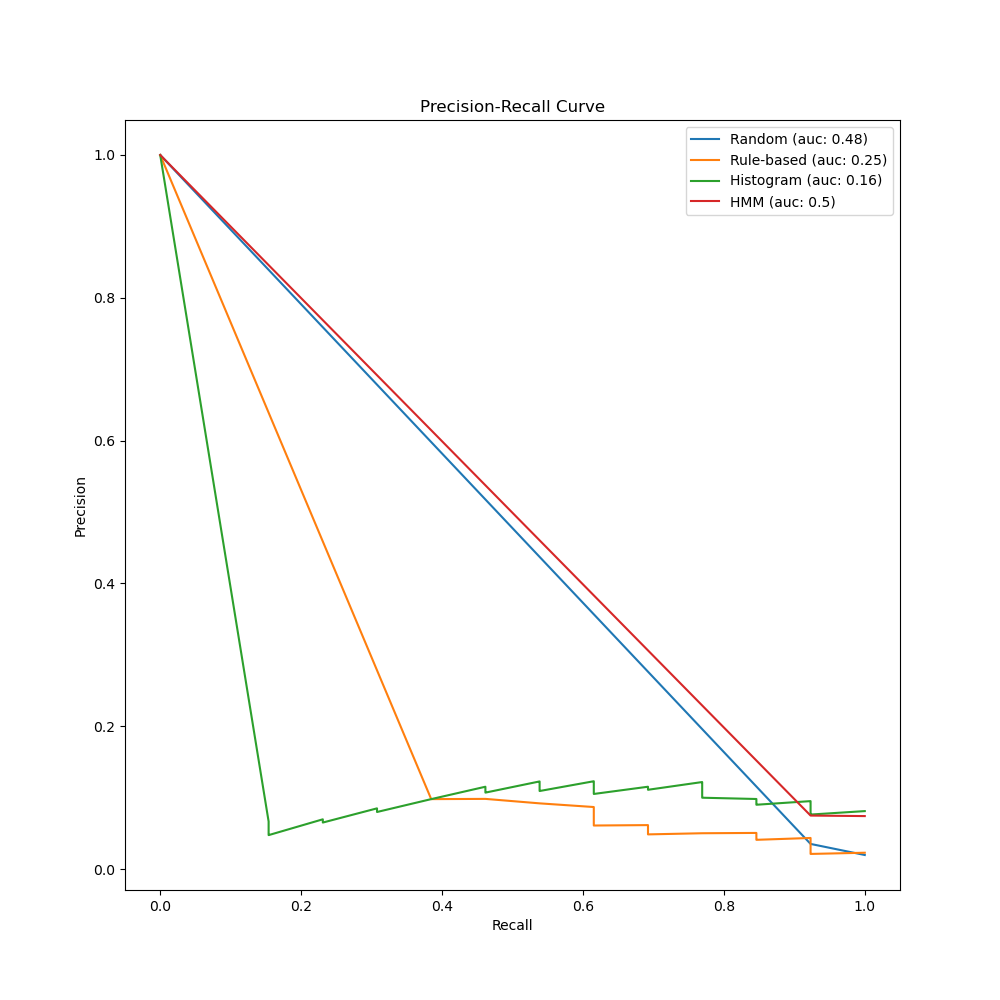 Precision-Recall Curve
Random (auc: 0.48)
Rule-based (auc: 0.25)
Histogram (auc: 0.16)
HMM (auc: 0.5)
1.0
0.8
0.6
0.4
0.2
0.0
Precision
0.0 0.2 0.4 0.6 0.8 1.0
Recall